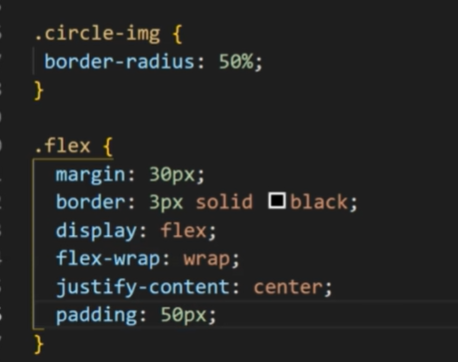 .circle-img {
border-radius: 50%;
}
.flex {
margin: 30px;
border: 3px solid black;
display: flex;
flex-wrap: wrap;
justify-content: center;
padding: 50px;
}